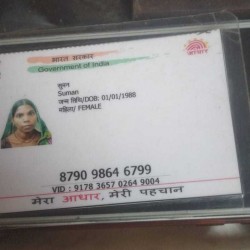 भारत सरकार
Government of India
आधार
सुमन
Suman
जन्म तिथि/DOB: 01/01/1988
महिला/ FEMALE
8790 9864 6799
VID : 9178 3657 0264 9004
मेरा आधार, मेरी पहचान